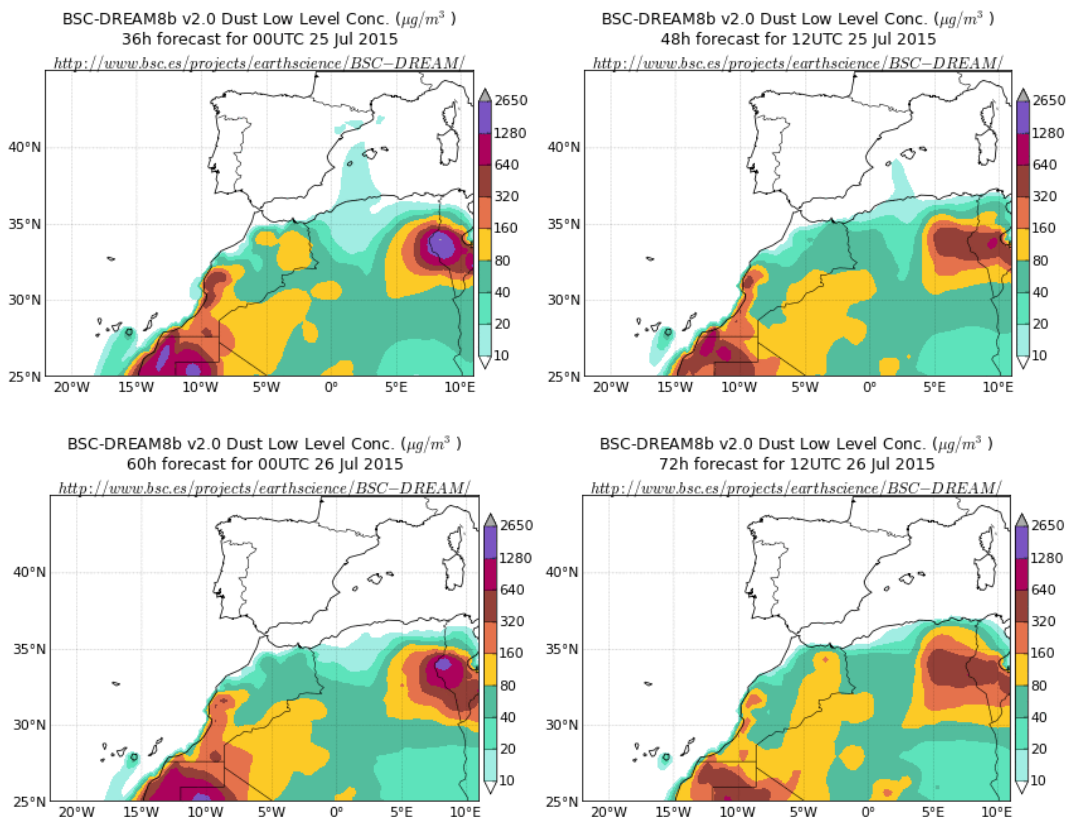 BSC-DREAM8b v2.0 Dust Low Level Conc. (μg/m³ )
36h forecast for 00UTC 25 Jul 2015
http://www.bsc.es/projects/earthscience/BSC−DREAM/
40°N
35°N
30°N
25°N
20°W 15°W 10°W 5°W 0° 5°E 10°E
2650
1280
640
320
160
80
40
20
10
BSC-DREAM8b v2.0 Dust Low Level Conc. (μg/m³ )
48h forecast for 12UTC 25 Jul 2015
http://www.bsc.es/projects/earthscience/BSC−DREAM/
40°N
35°N
30°N
25°N
20°W 15°W 10°W 5°W 0° 5°E 10°E
2650
1280
640
320
160
80
40
20
10
BSC-DREAM8b v2.0 Dust Low Level Conc. (μg/m³ )
60h forecast for 00UTC 26 Jul 2015
http://www.bsc.es/projects/earthscience/BSC−DREAM/
40°N
35°N
30°N
25°N
20°W 15°W 10°W 5°W 0° 5°E 10°E
2650
1280
640
320
160
80
40
20
10
BSC-DREAM8b v2.0 Dust Low Level Conc. (μg/m³ )
72h forecast for 12UTC 26 Jul 2015
http://www.bsc.es/projects/earthscience/BSC−DREAM/
40°N
35°N
30°N
25°N
20°W 15°W 10°W 5°W 0° 5°E 10°E
2650
1280
640
320
160
80
40
20
10